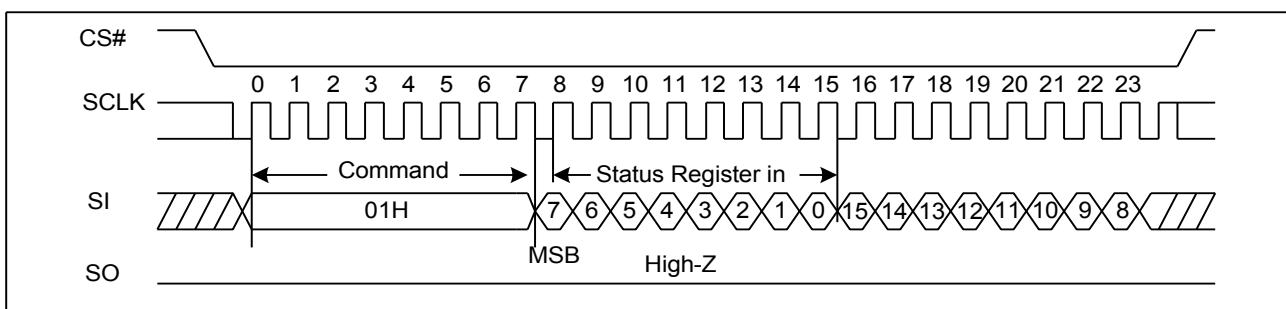 CS#
0 1 2 3 4 5 6 7 8 9 10 11 12 13 14 15 16 17 18 19 20 21 22 23
SCLK
Command
Status Register in
SI
01H
7 6 5 4 3 2 1 0 15 14 13 12 11 10 9 8
MSB
High-Z
SO